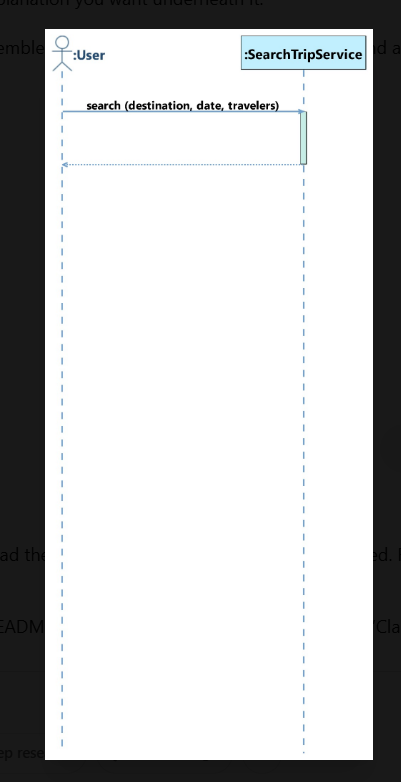 planation you want underneath it.
emble
d a
:User
:SearchTripService
search (destination, date, travelers)
ad the
ed.
EADM
Cla
ep rese